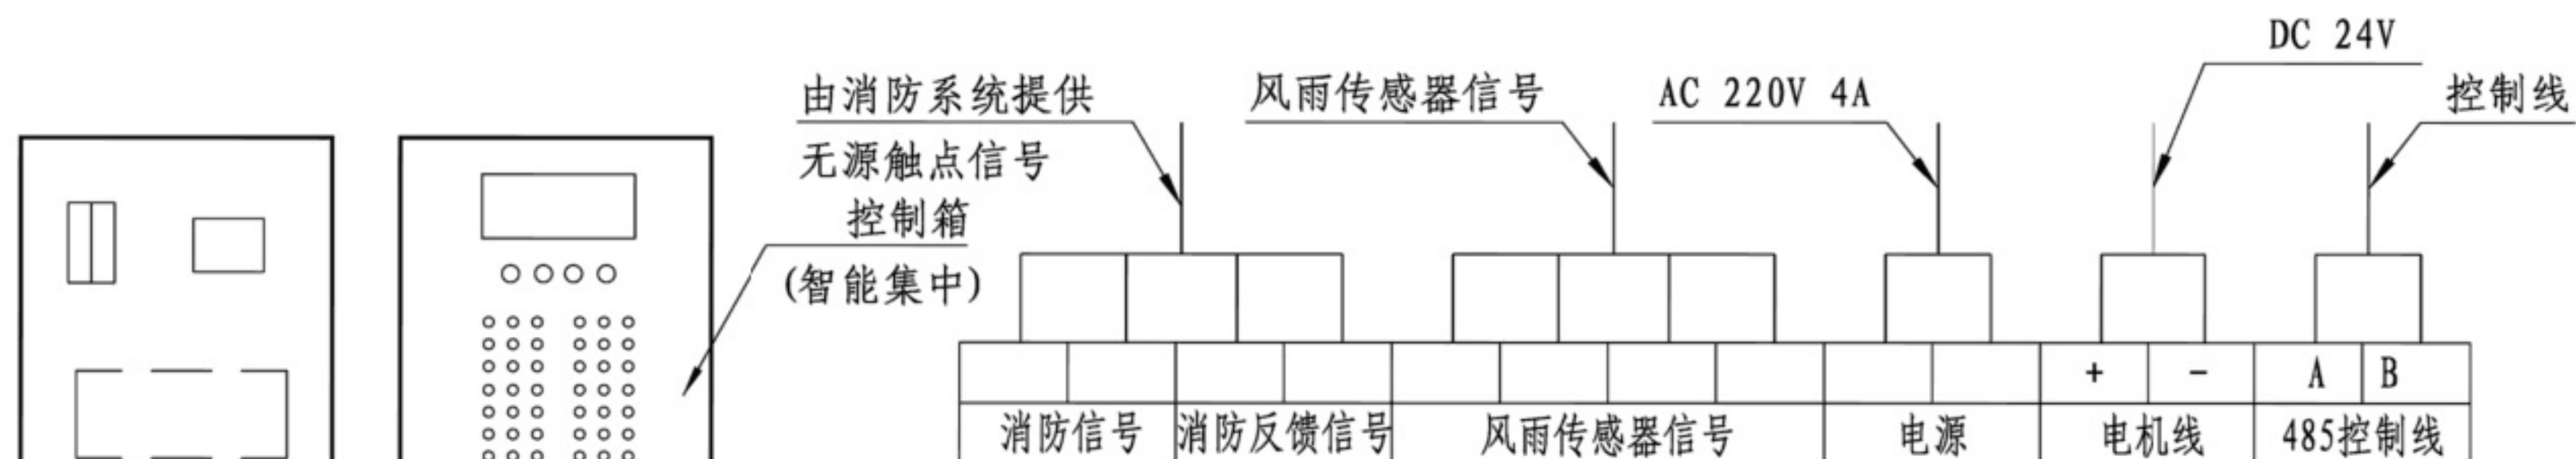 DC 24V
由消防系统提供
风雨传感器信号
AC 220V 4A
控制线
无源触点信号
控制箱
(智能集中)
+ - A B
消防信号 消防反馈信号 风雨传感器信号 电源 电机线 485控制线